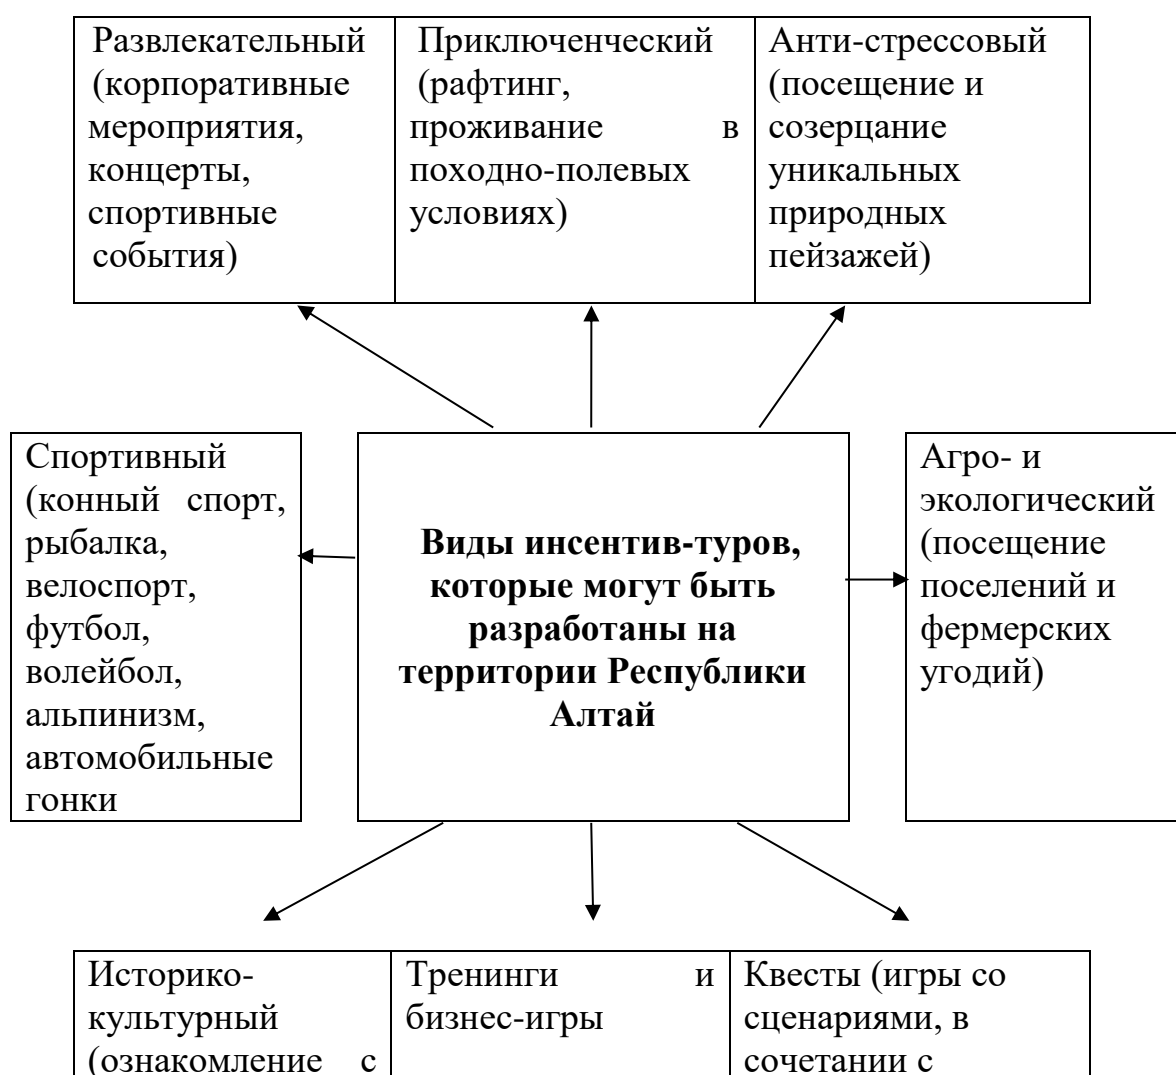 Развлекательный
(корпоративные
мероприятия,
концерты,
спортивные
события)
Приключенческий
(рафтинг,
проживание в
походно-полевых
условиях)
Анти-стрессовый
(посещение и
созерцание
уникальных
природных
пейзажей)
Спортивный
(конный спорт,
рыбалка,
велоспорт,
футбол,
волейбол,
альпинизм,
автомобильные
гонки
Виды инсентив-туров,
которые могут быть
разработаны на
территории Республики
Алтай
Агро- и
экологический
(посещение
поселений и
фермерских
угодий)
Историко-
культурный
(ознакомление с
Тренинги и
бизнес-игры
Квесты (игры со
сценариями, в
сочетании с